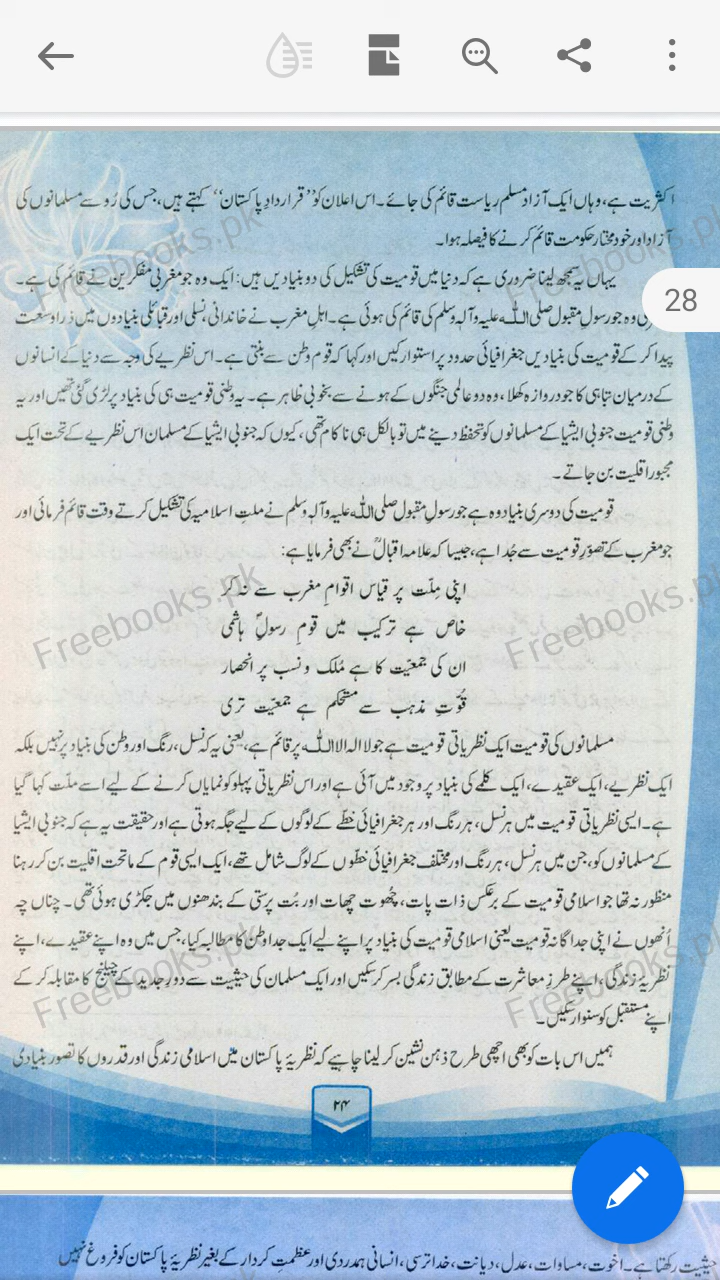 28
اکثریت ہے، وہاں ایک آزاد مسلم ریاست قائم کی جائے۔ اس اعلان کو ’’قراردادِ پاکستان‘‘ کہتے ہیں، جس کی رُو سے مسلمانوں کی
آزاد اور خود مختار حکومت قائم کرنے کا فیصلہ ہوا۔
یہاں یہ سمجھ لینا ضروری ہے کہ دنیا میں قومیت کی تشکیل کی دو بنیادیں ہیں: ایک وہ جو مغربی مفکرین نے قائم کی ہے۔
وہ جو رسولِ مقبول صلی اللہ علیہ وآلہٖ وسلم کی قائم کی ہوئی ہے۔ اہلِ مغرب نے خاندانی، نسلی اور قبائلی بنیادوں میں ذرا وسعت
پیدا کر کے قومیت کی بنیادیں جغرافیائی حدود پر استوار کیں اور کہا کہ قوم وطن سے بنتی ہے۔ اس نظریے کی وجہ سے دنیا کے انسانوں
کے درمیان تباہی کا جو دروازہ کھلا، وہ دو عالمی جنگوں کے ہونے سے بخوبی ظاہر ہے۔ یہ وطنی قومیت ہی کی بنیاد پر لڑی گئی تھیں اور یہ
وطنی قومیت جنوبی ایشیا کے مسلمانوں کو تحفظ دینے میں تو بالکل ہی ناکام تھی، کیوں کہ جنوبی ایشیا کے مسلمان اس نظریے کے تحت ایک
مجبور اقلیت بن جاتے۔
قومیت کی دوسری بنیاد وہ ہے جو رسولِ مقبول صلی اللہ علیہ وآلہٖ وسلم نے ملتِ اسلامیہ کی تشکیل کرتے وقت قائم فرمائی اور
جو مغرب کے تصوّرِ قومیت سے جُدا ہے، جیسا کہ علامہ اقبالؒ نے بھی فرمایا ہے:
اپنی مِلّت پر قیاس اقوامِ مغرب سے نہ کر
خاص ہے ترکیب میں قومِ رسولِؐ ہاشمی
ان کی جمعیّت کا ہے مُلک و نسب پر انحصار
قوّتِ مذہب سے مستحکم ہے جمعیّت تری
مسلمانوں کی قومیت ایک نظریاتی قومیت ہے جو لا الہ الا اللہ پر قائم ہے، یعنی یہ کہ نسل، رنگ اور وطن کی بنیاد پر نہیں بلکہ
ایک نظریے، ایک عقیدے، ایک کلمے کی بنیاد پر وجود میں آئی ہے اور اس نظریاتی پہلو کو نمایاں کرنے کے لیے اسے ملّت کہا گیا
ہے۔ ایسی نظریاتی قومیت میں ہر نسل، ہر رنگ اور ہر جغرافیائی خطّے کے لوگوں کے لیے جگہ ہوتی ہے اور حقیقت یہ ہے کہ جنوبی ایشیا
کے مسلمانوں کو، جن میں ہر نسل، ہر رنگ اور مختلف جغرافیائی خطّوں کے لوگ شامل تھے، ایک ایسی قوم کے ماتحت اقلیت بن کر رہنا
منظور نہ تھا جو اسلامی قومیت کے برعکس ذات پات، چُھوت چھات اور بُت پرستی کے بندھنوں میں جکڑی ہوئی تھی۔ چناں چہ
اُنھوں نے اپنی جداگانہ قومیت یعنی اسلامی قومیت کی بنیاد پر اپنے لیے ایک جدا وطن کا مطالبہ کیا، جس میں وہ اپنے عقیدے، اپنے
نظریۂ زندگی، اپنے طرزِ معاشرت کے مطابق زندگی بسر کر سکیں اور ایک مسلمان کی حیثیت سے دورِ جدید کے چیلنج کا مقابلہ کر کے
اپنے مستقبل کو سنوار سکیں۔
ہمیں اس بات کو بھی اچھی طرح ذہن نشین کر لینا چاہیے کہ نظریۂ پاکستان میں اسلامی زندگی اور قدروں کا تصور بنیادی
۲۴
حیثیت رکھتا ہے۔ اخوت، مساوات، عدل، دیانت، خدا ترسی، انسانی ہمدردی اور عظمتِ کردار کے بغیر نظریۂ پاکستان کو فروغ نہیں
Freebooks.pk
Freebooks.pk
Freebooks.pk
Freebooks.pk
Freebooks.pk
Freebooks.pk